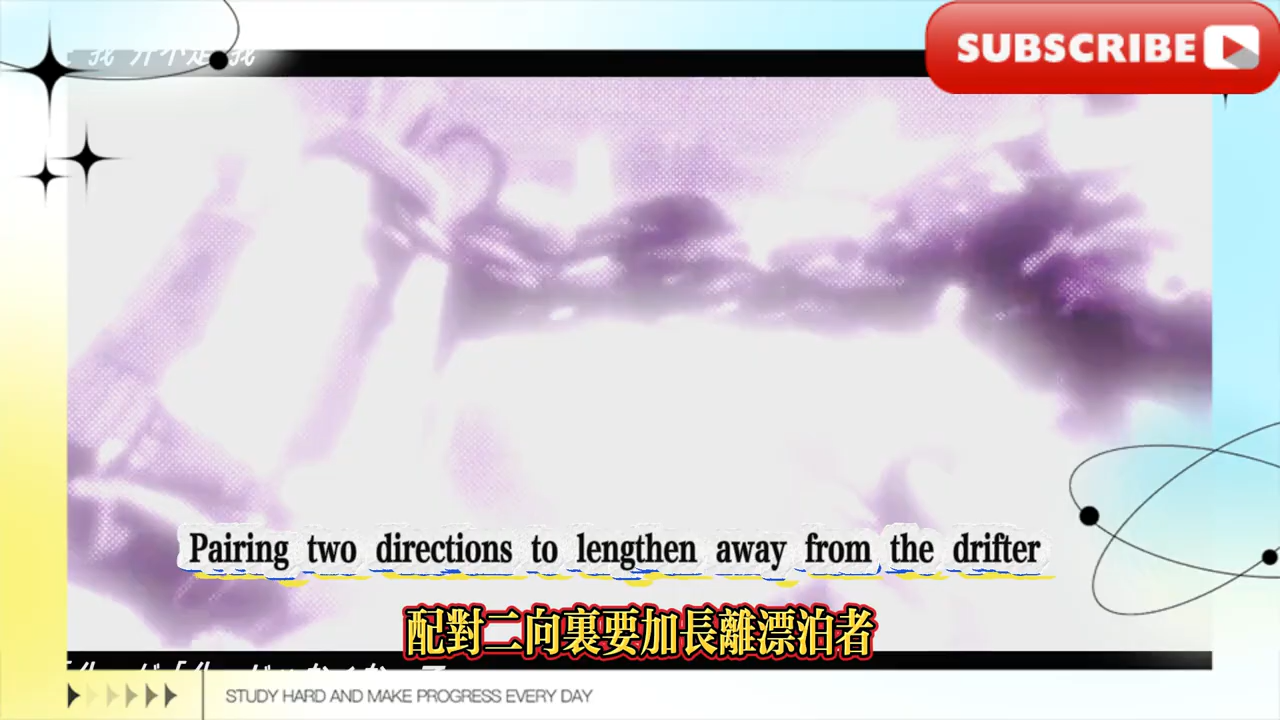 SUBSCRIBE
Pairing two directions to lengthen away from the drifter
配對二向裏要加長離漂泊者
STUDY HARD AND MAKE PROGRESS EVERY DAY